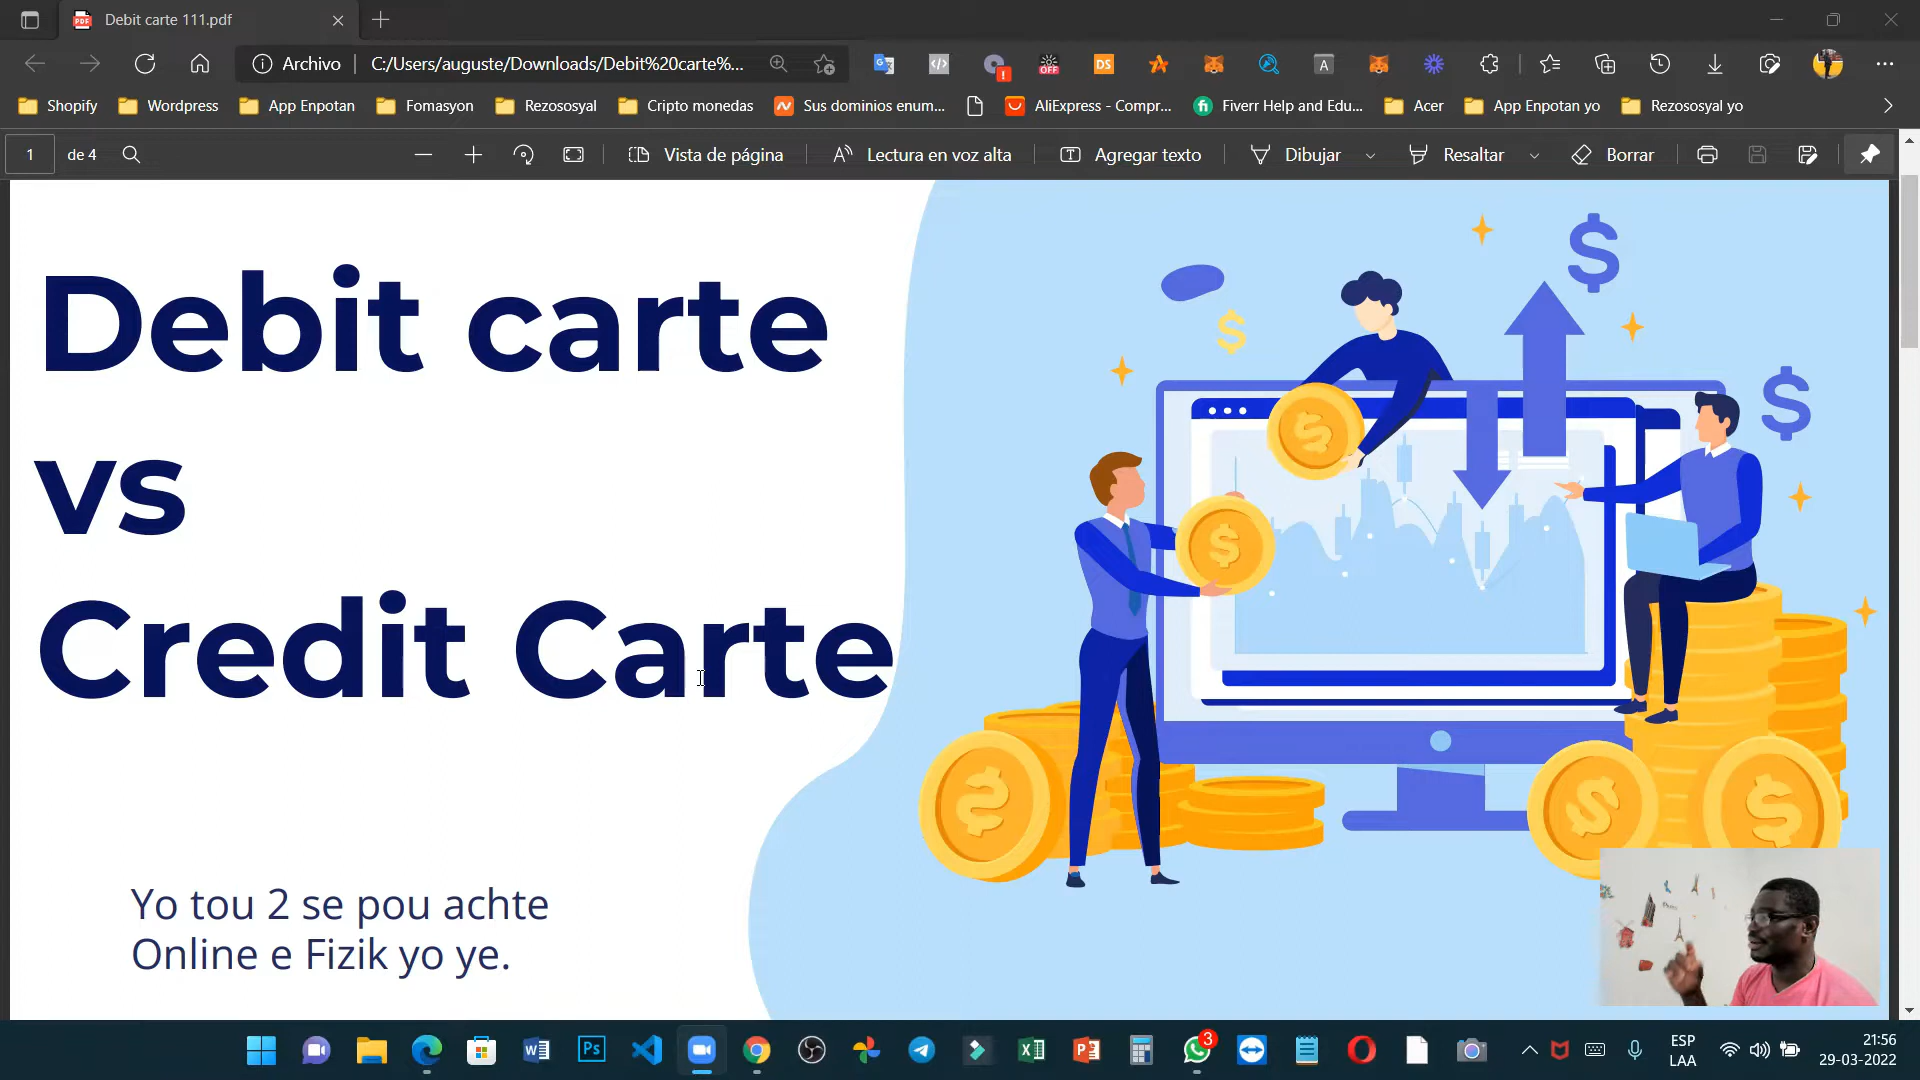 Debit carte 111.pdf
Archivo
C:/Users/auguste/Downloads/Debit%20carte%...
Shopify
Wordpress
App Enpotan
Fomasyon
Rezososyal
Cripto monedas
Sus dominios enum...
AliExpress - Compr...
Fiverr Help and Edu...
Acer
App Enpotan yo
Rezososyal yo
1
de 4
Vista de página
Lectura en voz alta
Agregar texto
Dibujar
Resaltar
Borrar
Debit carte
vs
Credit Carte
Yo tou 2 se pou achte
Online e Fizik yo ye.
3
ESP
LAA
21:56
29-03-2022